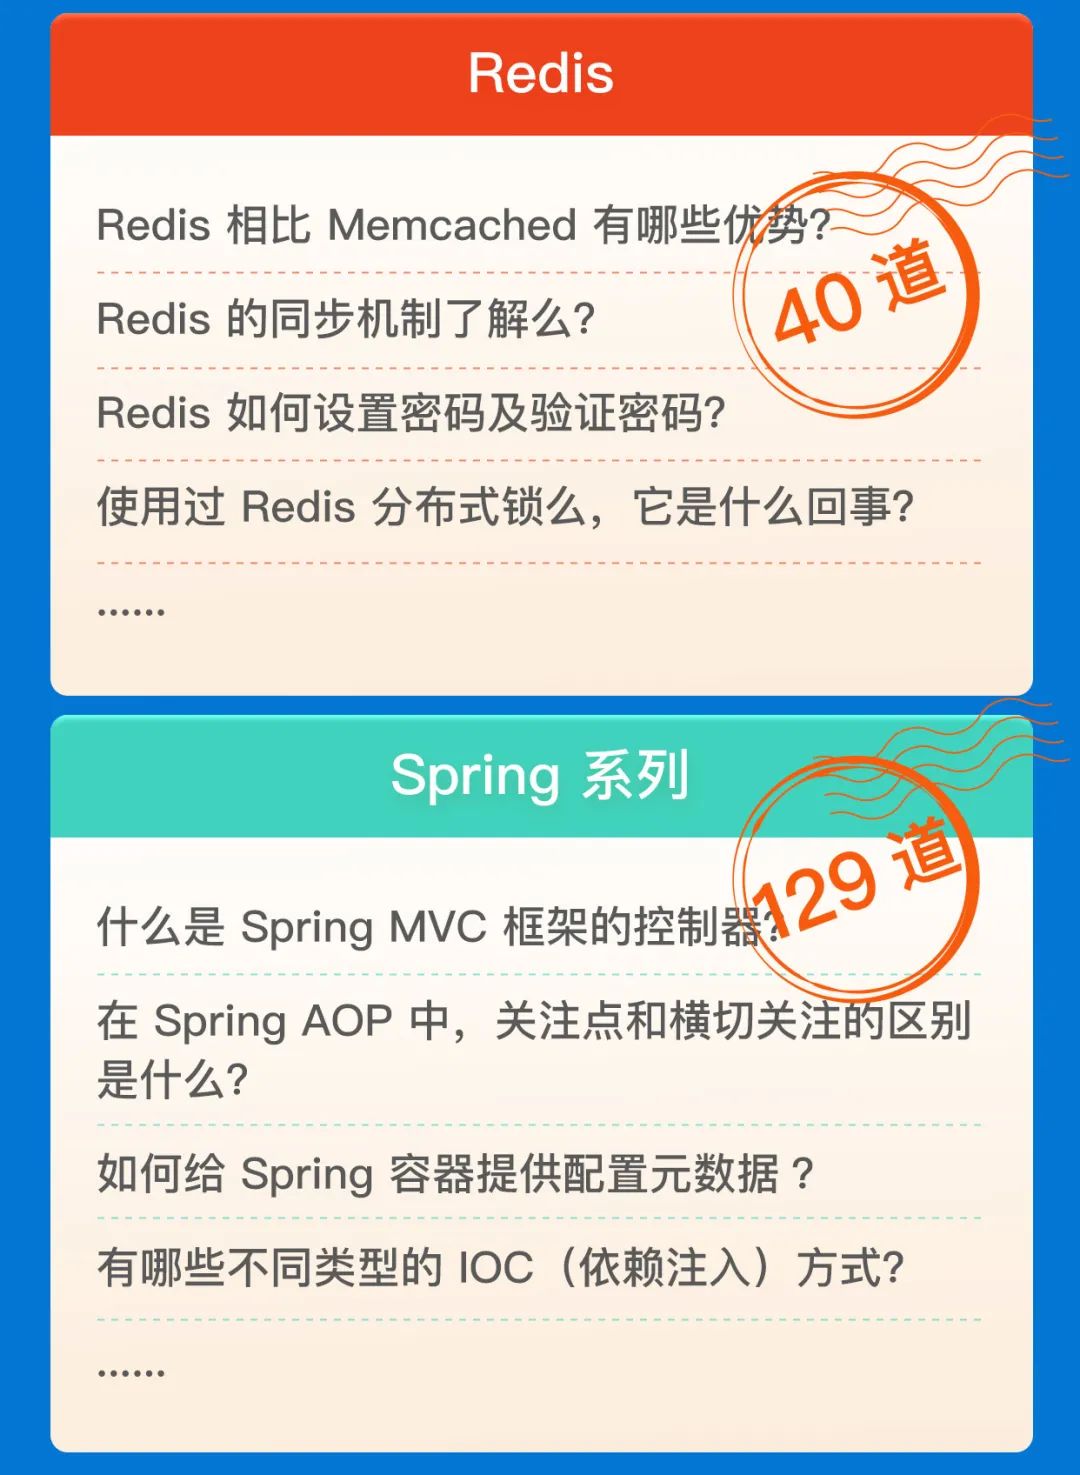 Redis
Redis 相比 Memcached 有哪些优势?
40 道
Redis 的同步机制了解么?
Redis 如何设置密码及验证密码?
使用过 Redis 分布式锁么，它是什么回事?
······
Spring 系列
129 道
什么是 Spring MVC 框架的控制器?
在 Spring AOP 中，关注点和横切关注的区别
是什么?
如何给 Spring 容器提供配置元数据 ?
有哪些不同类型的 IOC（依赖注入）方式?
······